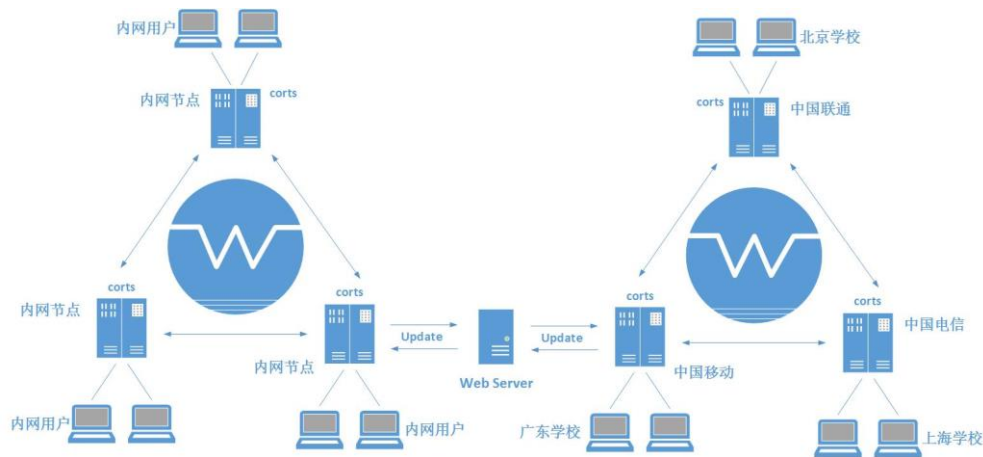 内网用户
北京学校
内网节点
corts
corts
中国联通
corts
内网节点
corts
内网节点
Update
Web Server
Update
corts
中国移动
corts
中国电信
内网用户
内网用户
广东学校
上海学校